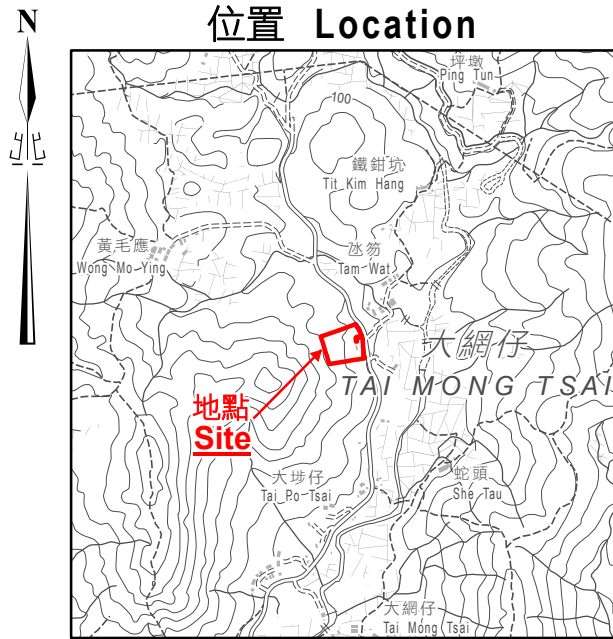 位置 Location
N
北
坪墩
Ping Tun
100
鐵鉗坑
Tit Kim Hang
黃毛應
Wong Mo Ying
氹笏
Tam Wat
大網仔
TAI MONG TSAI
地點
Site
大埗仔
Tai Po Tsai
蛇頭
She Tau
大網仔
Tai Mong Tsai